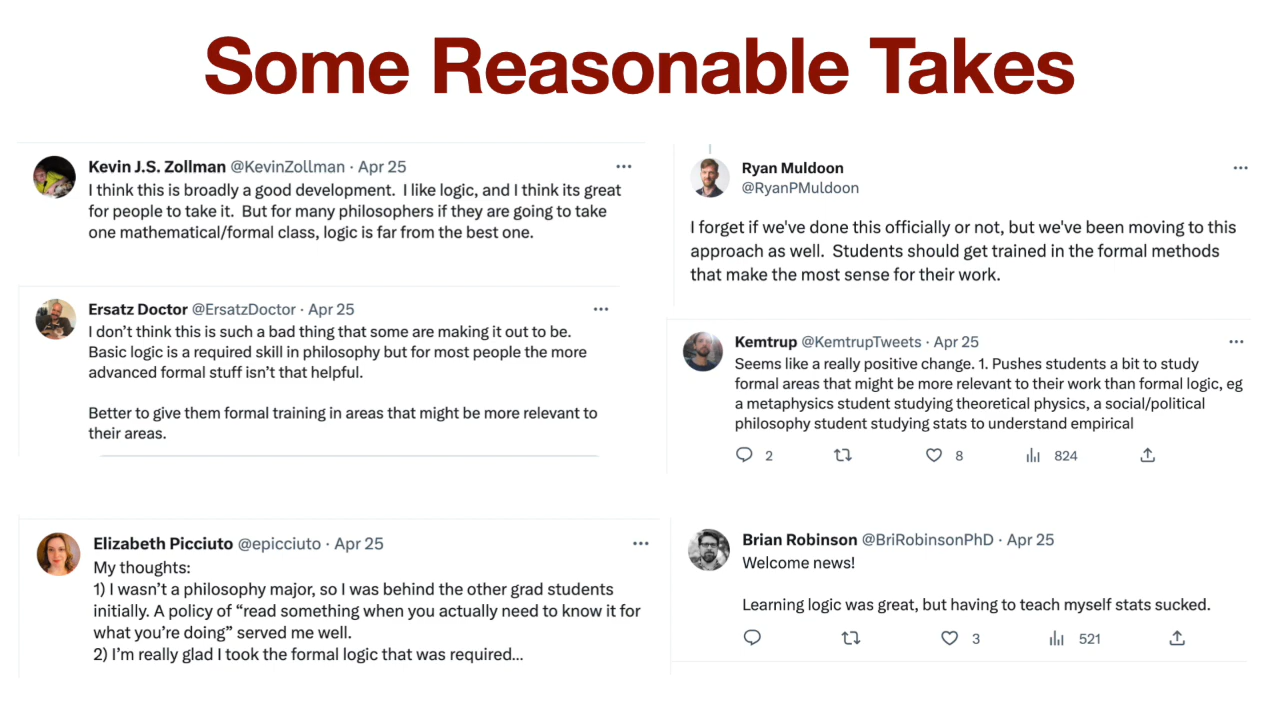 Some Reasonable Takes
Kevin J.S. Zollman @KevinZollman · Apr 25
I think this is broadly a good development. I like logic, and I think its great
for people to take it. But for many philosophers if they are going to take
one mathematical/formal class, logic is far from the best one.
Ersatz Doctor @ErsatzDoctor · Apr 25
I don’t think this is such a bad thing that some are making it out to be.
Basic logic is a required skill in philosophy but for most people the more
advanced formal stuff isn’t that helpful.
Better to give them formal training in areas that might be more relevant to
their areas.
Elizabeth Picciuto @epicciuto · Apr 25
My thoughts:
1) I wasn’t a philosophy major, so I was behind the other grad students
initially. A policy of “read something when you actually need to know it for
what you’re doing” served me well.
2) I’m really glad I took the formal logic that was required...
Ryan Muldoon
@RyanPMuldoon
I forget if we've done this officially or not, but we've been moving to this
approach as well. Students should get trained in the formal methods
that make the most sense for their work.
Kemtrup @KemtrupTweets · Apr 25
Seems like a really positive change. 1. Pushes students a bit to study
formal areas that might be more relevant to their work than formal logic, eg
a metaphysics student studying theoretical physics, a social/political
philosophy student studying stats to understand empirical
2 8 824
Brian Robinson @BriRobinsonPhD · Apr 25
Welcome news!
Learning logic was great, but having to teach myself stats sucked.
3 521